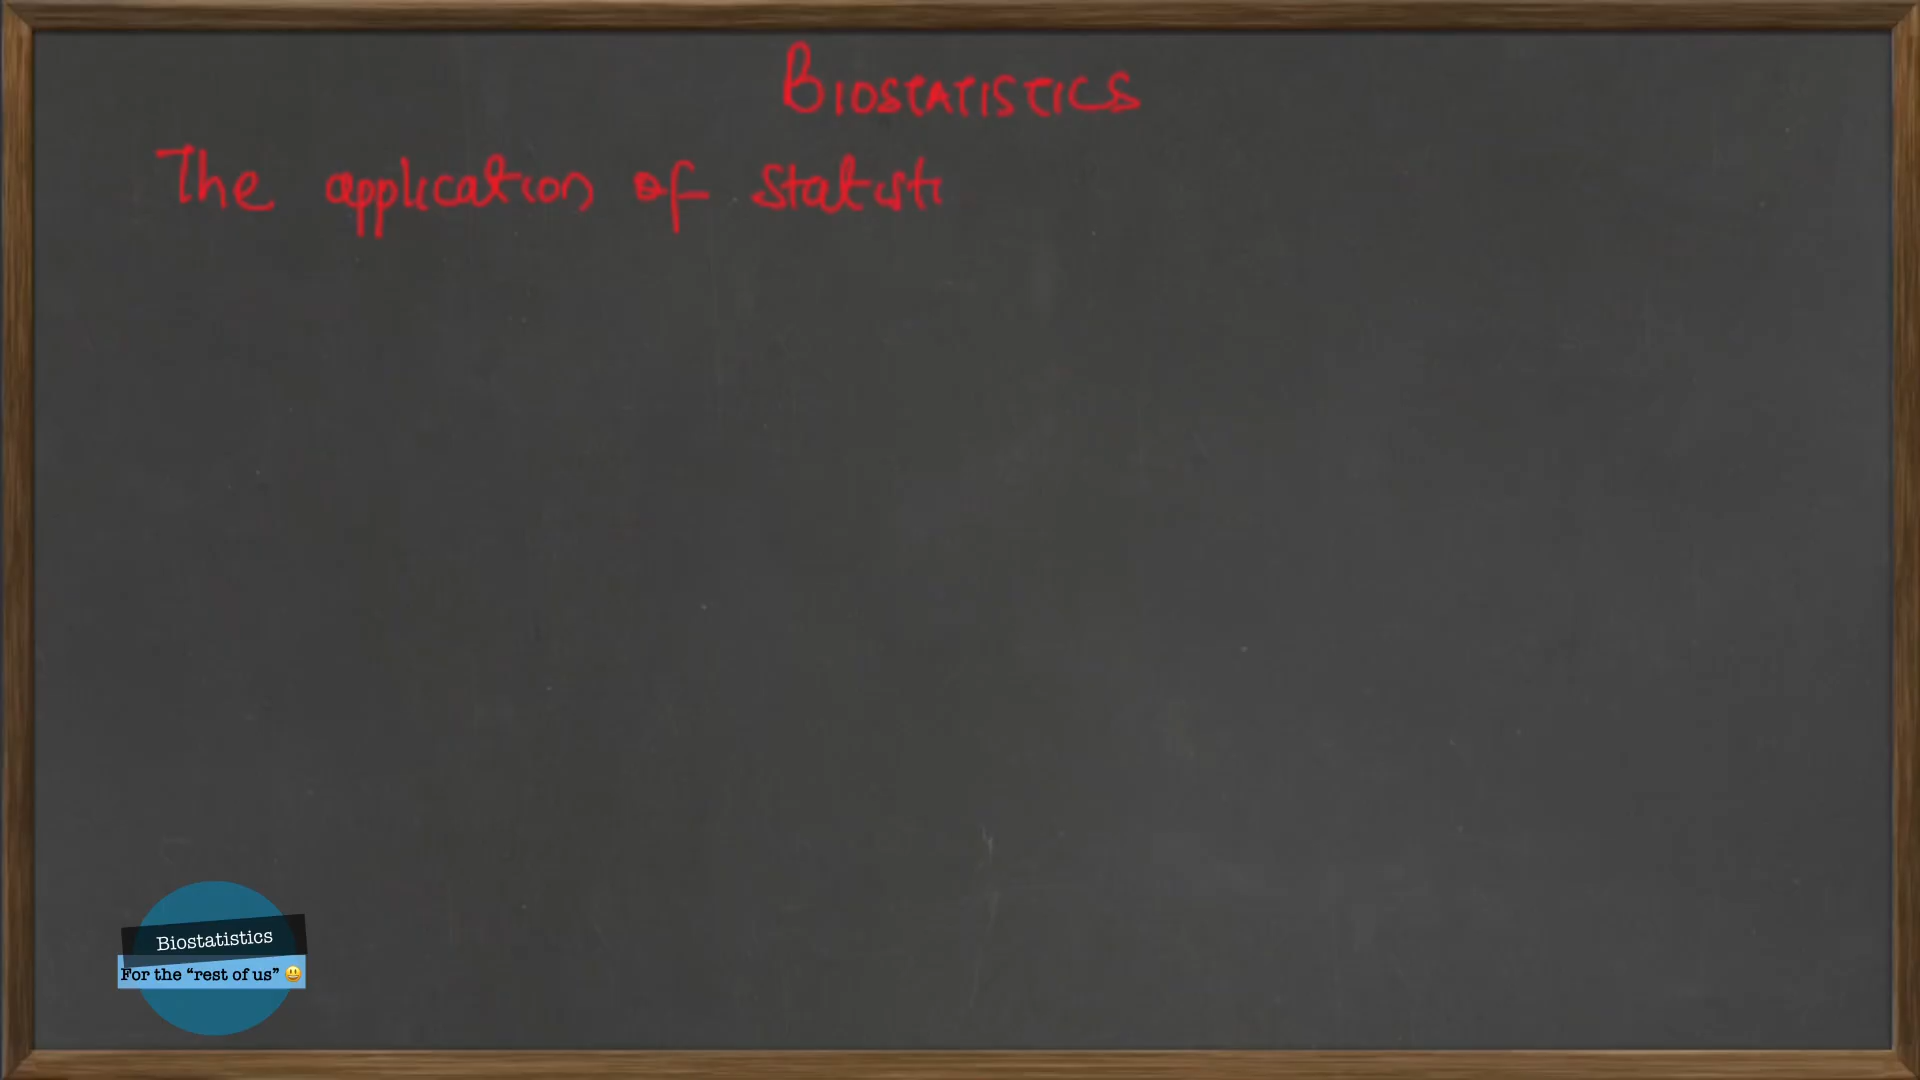 BIOSTATISTICS
The application of statisti
Biostatistics
For the “rest of us” 😃